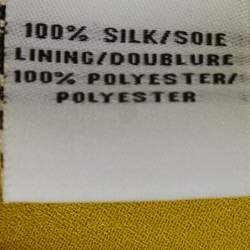 100% SILK/SOIE
LINING/DOUBLURE
100% POLYESTER/
POLYESTER